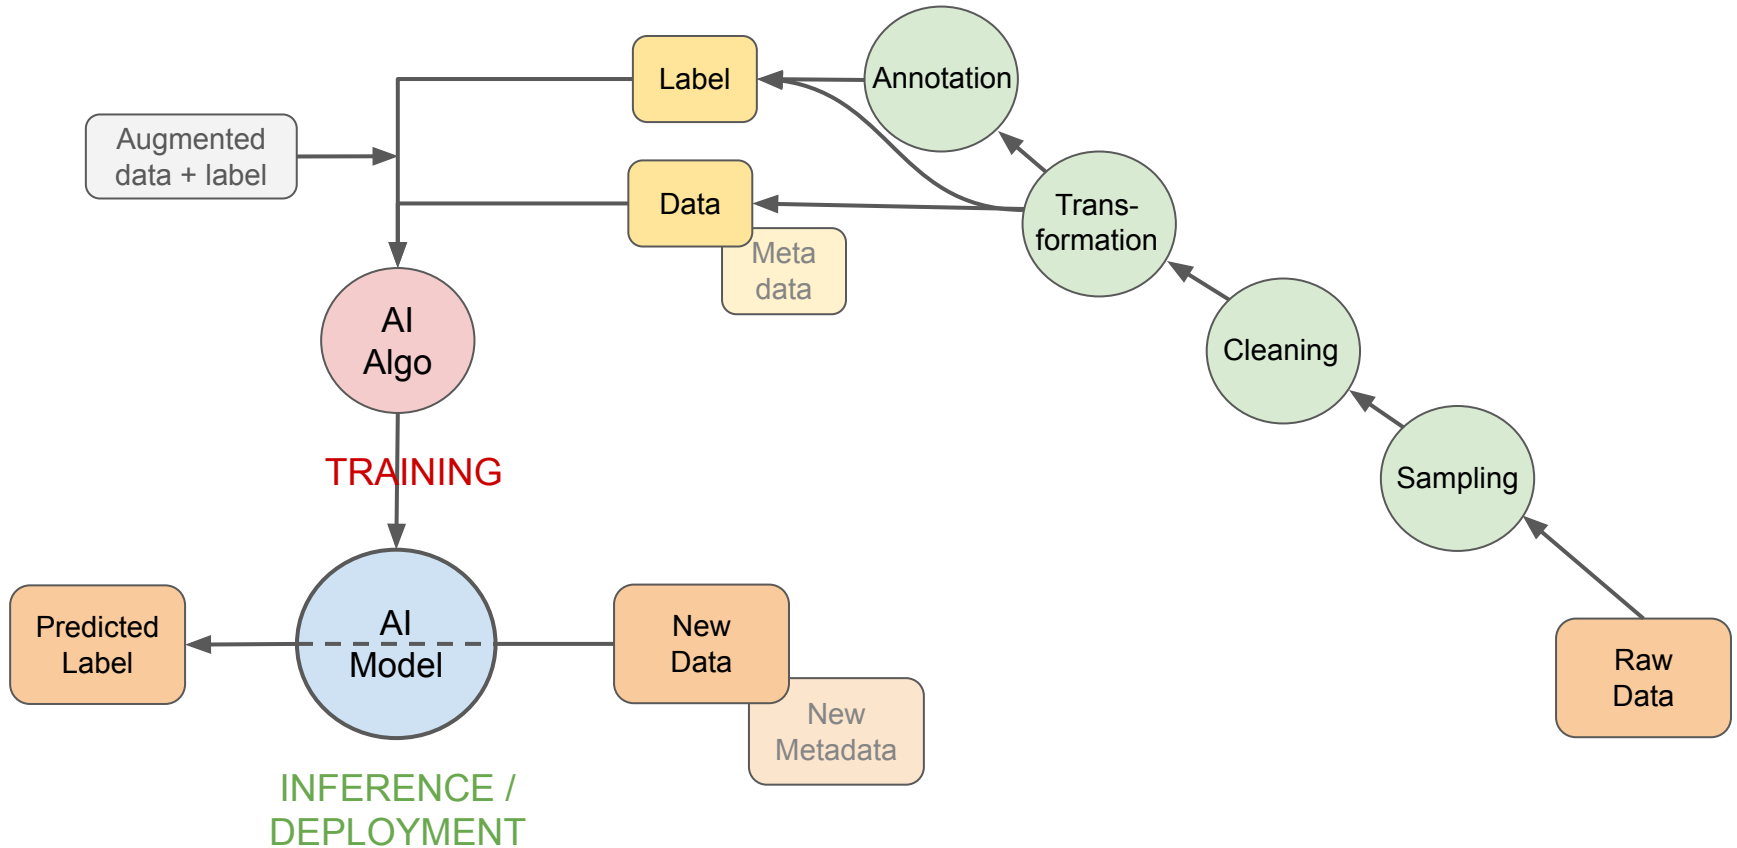 Label
Annotation
Augmented
data + label
Data
Meta
data
Trans-
formation
AI
Algo
Cleaning
TRAINING
Sampling
Predicted
Label
AI
Model
New
Data
New
Metadata
Raw
Data
INFERENCE /
DEPLOYMENT